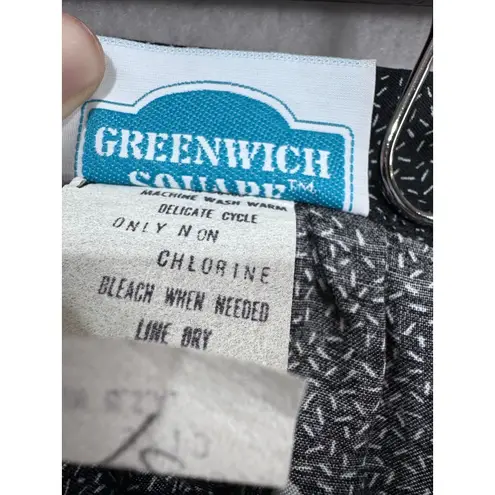 GREENWICH
SQUARE™
MACHINE WASH WARM
DELICATE CYCLE
ONLY NON
CHLORINE
BLEACH WHEN NEEDED
LINE DRY